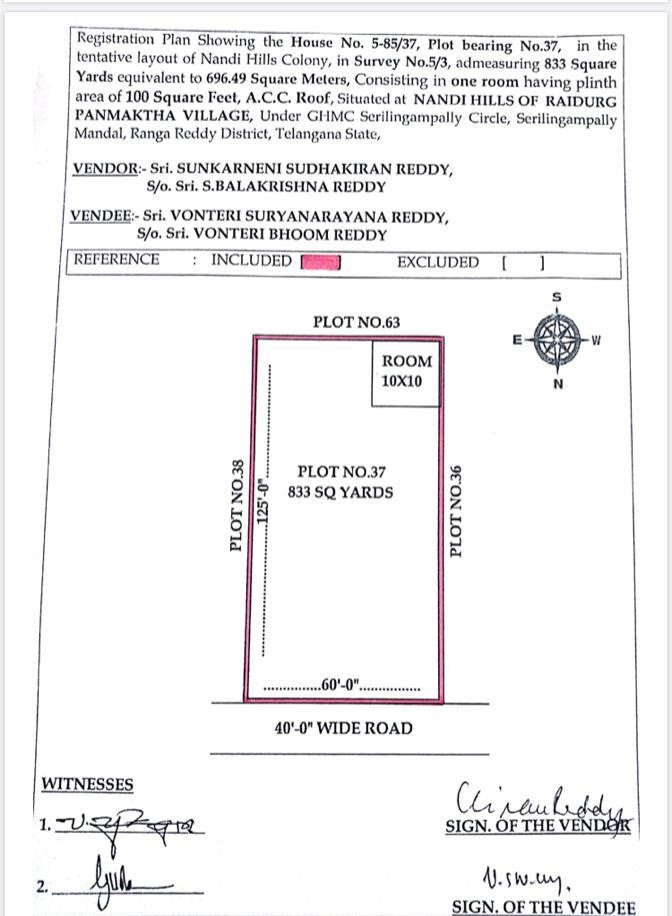 Registration Plan Showing the House No. 5-85/37, Plot bearing No.37, in the
tentative layout of Nandi Hills Colony, in Survey No.5/3, admeasuring 833 Square
Yards equivalent to 696.49 Square Meters, Consisting in one room having plinth
area of 100 Square Feet, A.C.C. Roof, Situated at NANDI HILLS OF RAIDURG
PANMAKTHA VILLAGE, Under GHMC Serilingampally Circle, Serilingampally
Mandal, Ranga Reddy District, Telangana State,
VENDOR:- Sri. SUNKARNENI SUDHAKIRAN REDDY,
S/o. Sri. S.BALAKRISHNA REDDY
VENDEE:- Sri. VONTERI SURYANARAYANA REDDY,
S/o. Sri. VONTERI BHOOM REDDY
REFERENCE : INCLUDED [ ] EXCLUDED [ ]
S
E W
N
PLOT NO.63
ROOM
10X10
PLOT NO.38
125'-0"
PLOT NO.37
833 SQ YARDS
PLOT NO.36
60'-0"
40'-0" WIDE ROAD
WITNESSES
1.
2.
SIGN. OF THE VENDOR
SIGN. OF THE VENDEE